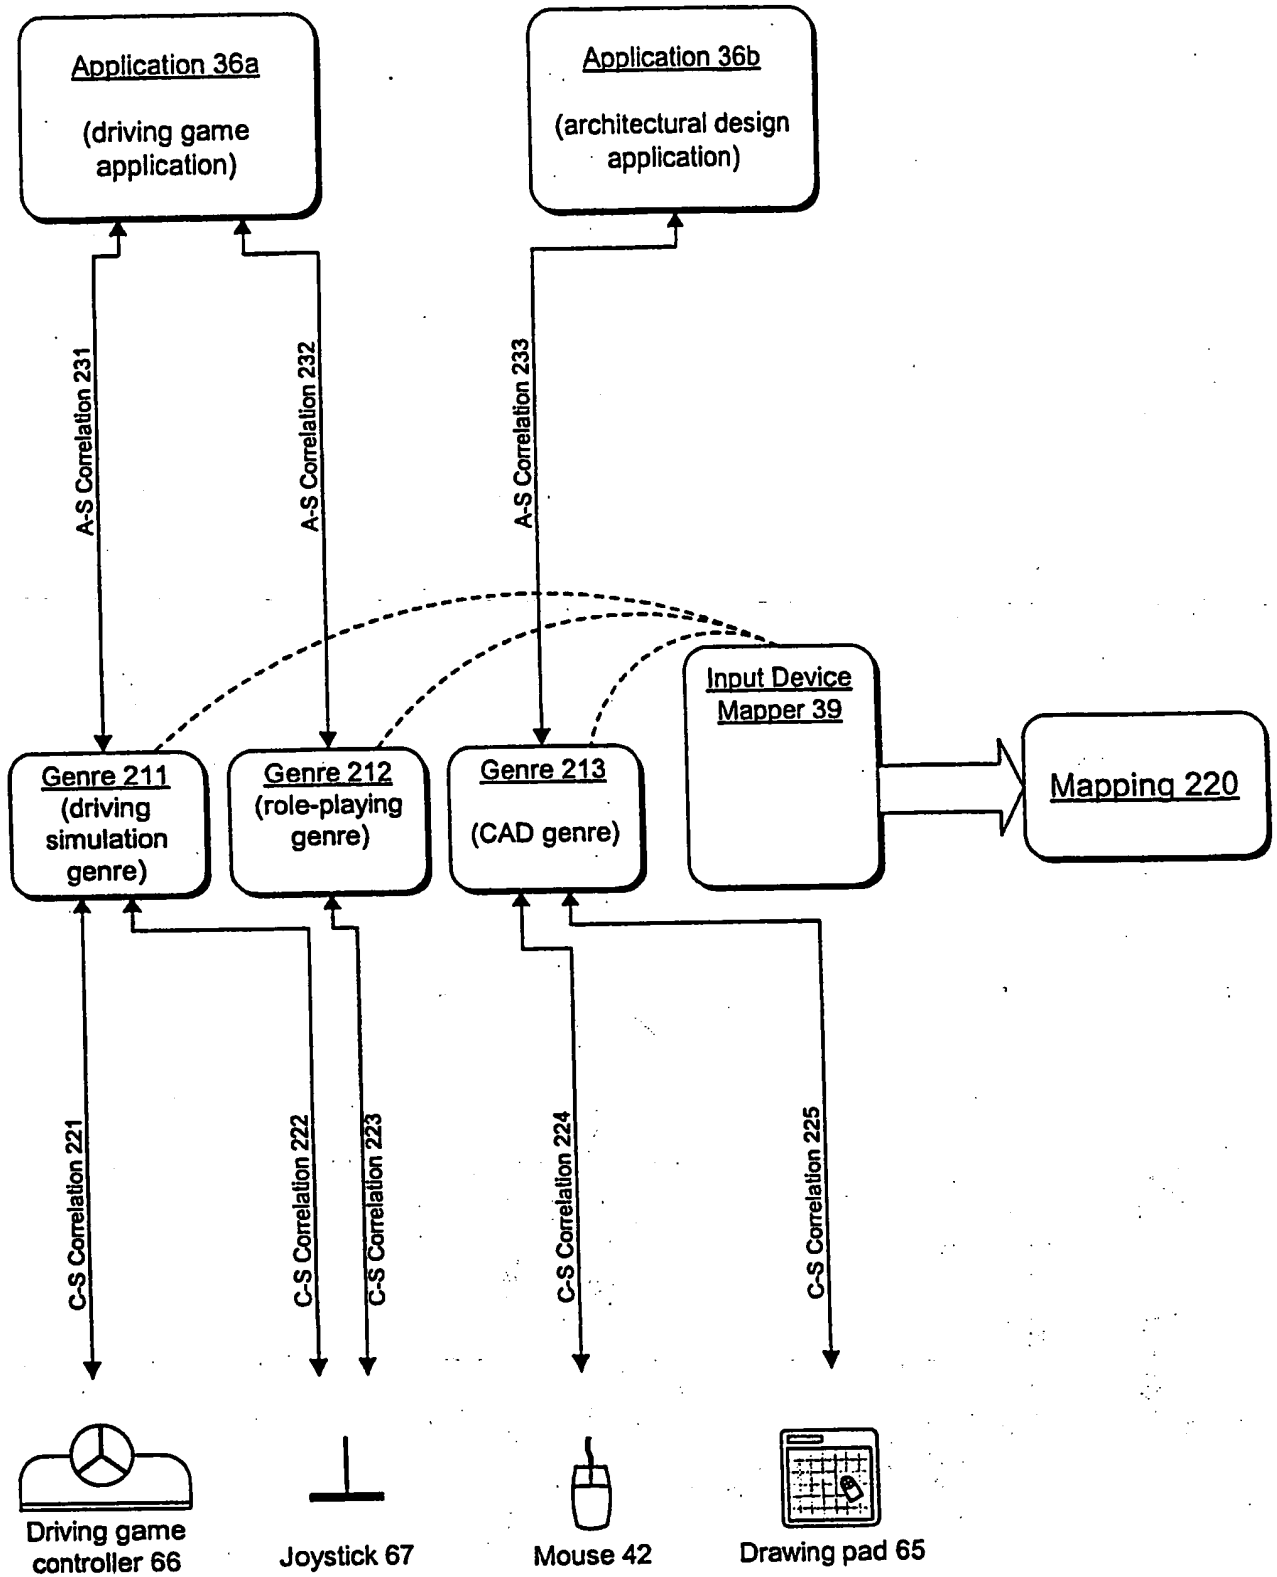 Application 36a
(driving game
application)
Application 36b
(architectural design
application)
A-S Correlation 231
A-S Correlation 232
A-S Correlation 233
Input Device
Mapper 39
Mapping 220
Genre 211
(driving
simulation
genre)
Genre 212
(role-playing
genre)
Genre 213
(CAD genre)
C-S Correlation 221
C-S Correlation 222
C-S Correlation 223
C-S Correlation 224
C-S Correlation 225
Driving game
controller 66
Joystick 67
Mouse 42
Drawing pad 65